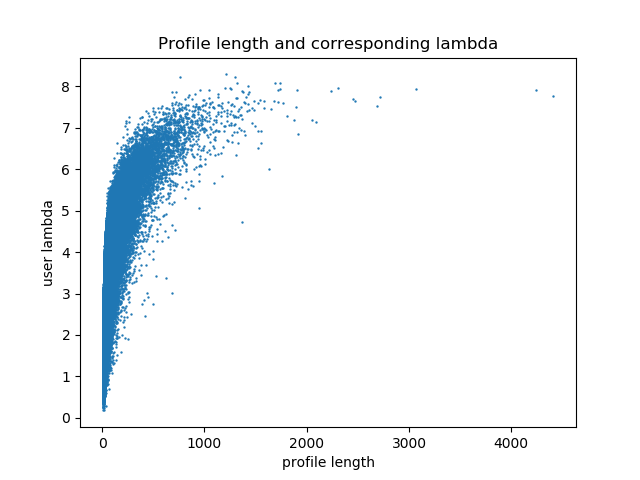 Profile length and corresponding lambda
8
7
6
5
4
3
2
1
0
user lambda
0 1000 2000 3000 4000
profile length